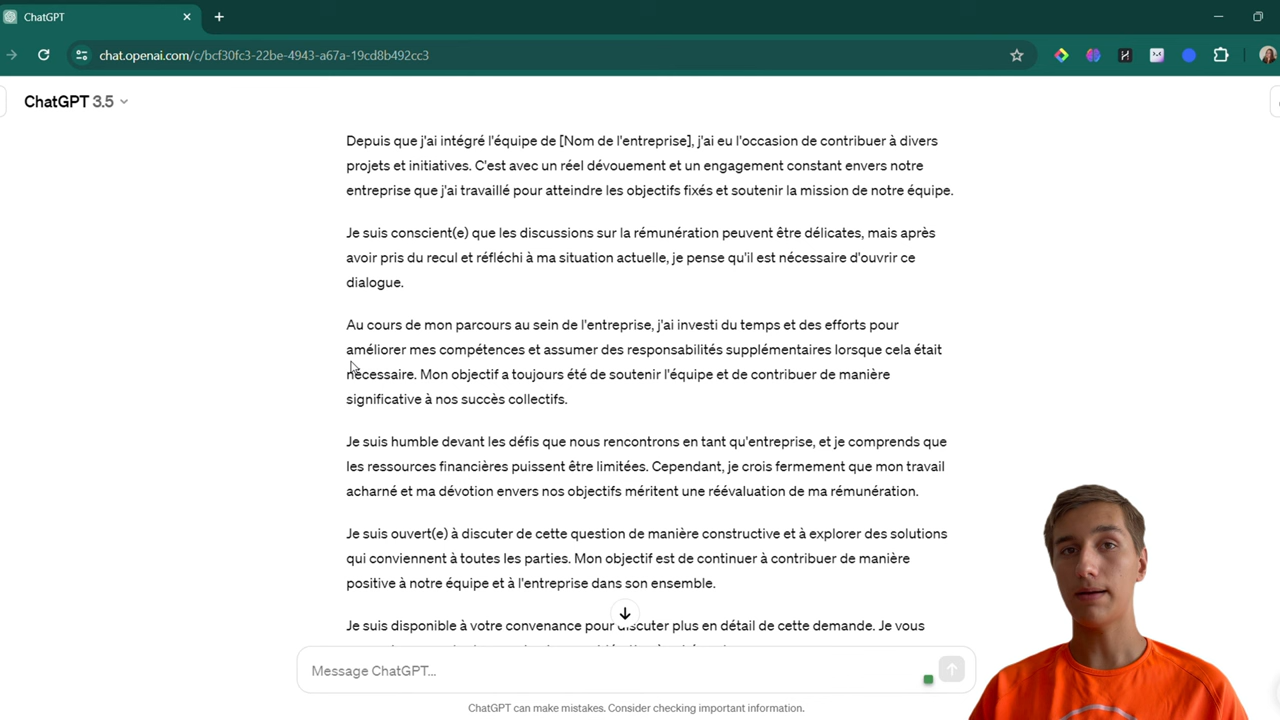 ChatGPT
chat.openai.com/c/bcf30fc3-22be-4943-a67a-19cd8b492cc3
ChatGPT 3.5
Depuis que j'ai intégré l'équipe de [Nom de l'entreprise], j'ai eu l'occasion de contribuer à divers
projets et initiatives. C'est avec un réel dévouement et un engagement constant envers notre
entreprise que j'ai travaillé pour atteindre les objectifs fixés et soutenir la mission de notre équipe.
Je suis conscient(e) que les discussions sur la rémunération peuvent être délicates, mais après
avoir pris du recul et réfléchi à ma situation actuelle, je pense qu'il est nécessaire d'ouvrir ce
dialogue.
Au cours de mon parcours au sein de l'entreprise, j'ai investi du temps et des efforts pour
améliorer mes compétences et assumer des responsabilités supplémentaires lorsque cela était
nécessaire. Mon objectif a toujours été de soutenir l'équipe et de contribuer de manière
significative à nos succès collectifs.
Je suis humble devant les défis que nous rencontrons en tant qu'entreprise, et je comprends que
les ressources financières puissent être limitées. Cependant, je crois fermement que mon travail
acharné et ma dévotion envers nos objectifs méritent une réévaluation de ma rémunération.
Je suis ouvert(e) à discuter de cette question de manière constructive et à explorer des solutions
qui conviennent à toutes les parties. Mon objectif est de continuer à contribuer de manière
positive à notre équipe et à l'entreprise dans son ensemble.
Je suis disponible à votre convenance pour discuter plus en détail de cette demande. Je vous
Message ChatGPT...
ChatGPT can make mistakes. Consider checking important information.